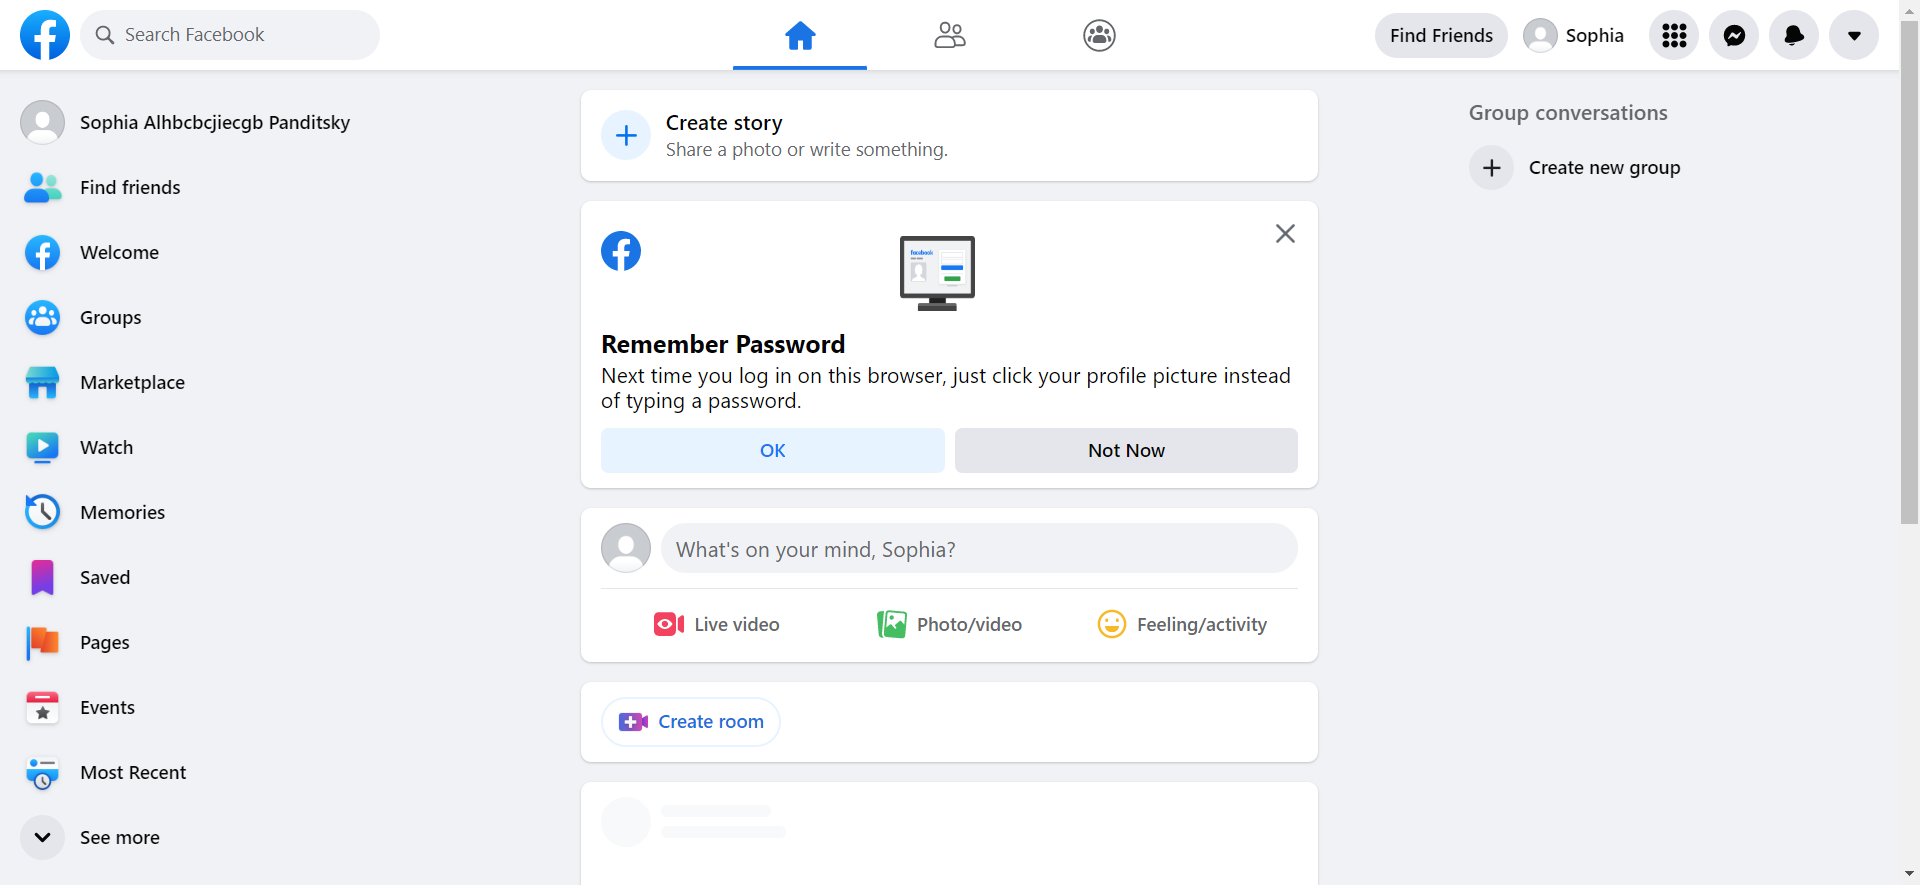 Search Facebook
Find Friends
Sophia
Sophia Alhbcbcjiecgb Panditsky
Find friends
Welcome
Groups
Marketplace
Watch
Memories
Saved
Pages
Events
Most Recent
See more
Create story
Share a photo or write something.
facebook
Remember Password
Next time you log in on this browser, just click your profile picture instead
of typing a password.
OK
Not Now
What's on your mind, Sophia?
Live video
Photo/video
Feeling/activity
Create room
Group conversations
Create new group